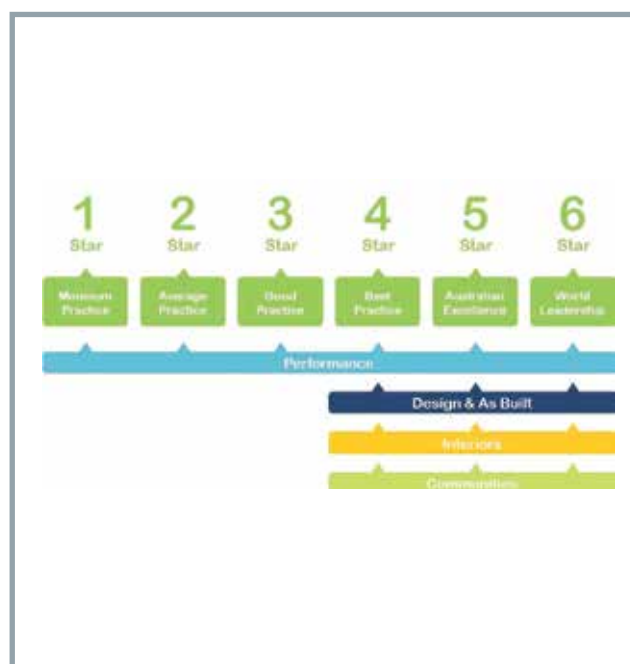 1 2 3 4 5 6
Star Star Star Star Star Star
Minimum Average Good Best Australian World
Practice Practice Practice Practice Excellence Leadership
Performance
Design & As Built
Interiors
Communities